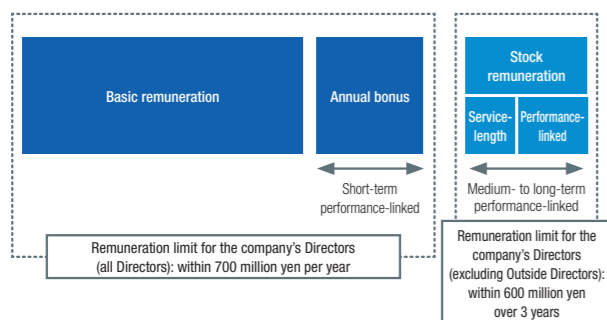 Basic remuneration
Annual bonus
Stock
remuneration
Service-
length
Performance-
linked
Short-term
performance-linked
Medium- to long-term
performance-linked
Remuneration limit for the company’s Directors
(all Directors): within 700 million yen per year
Remuneration limit for the
company’s Directors
(excluding Outside Directors):
within 600 million yen
over 3 years